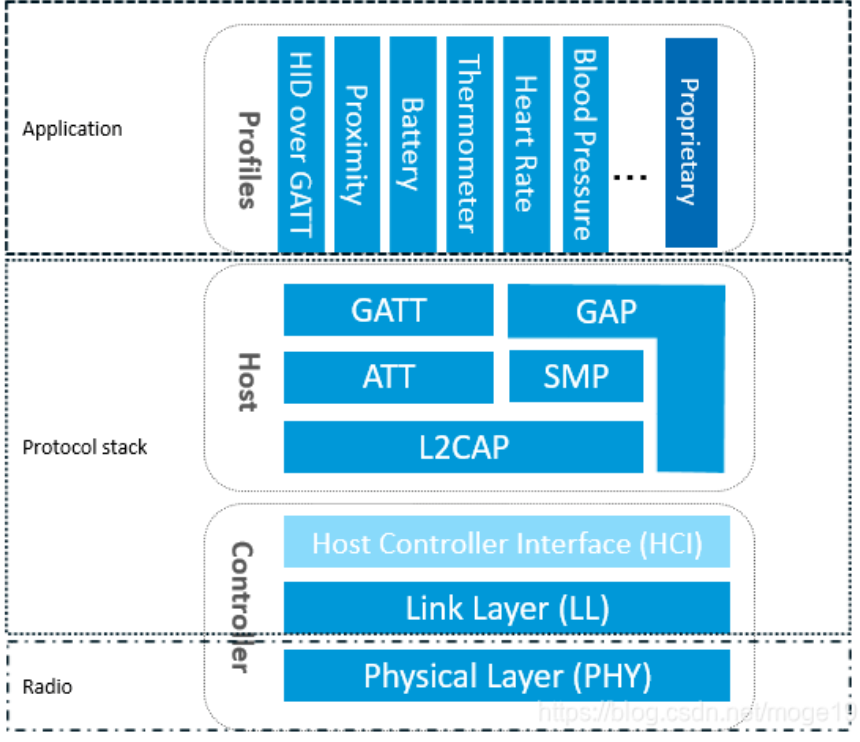 Application
Profiles
HID over GATT
Proximity
Battery
Thermometer
Heart Rate
Blood Pressure
...
Proprietary
Protocol stack
Host
GATT
GAP
ATT
SMP
L2CAP
Controller
Host Controller Interface (HCI)
Link Layer (LL)
Radio
Physical Layer (PHY)
https://blog.csdn.net/moge19